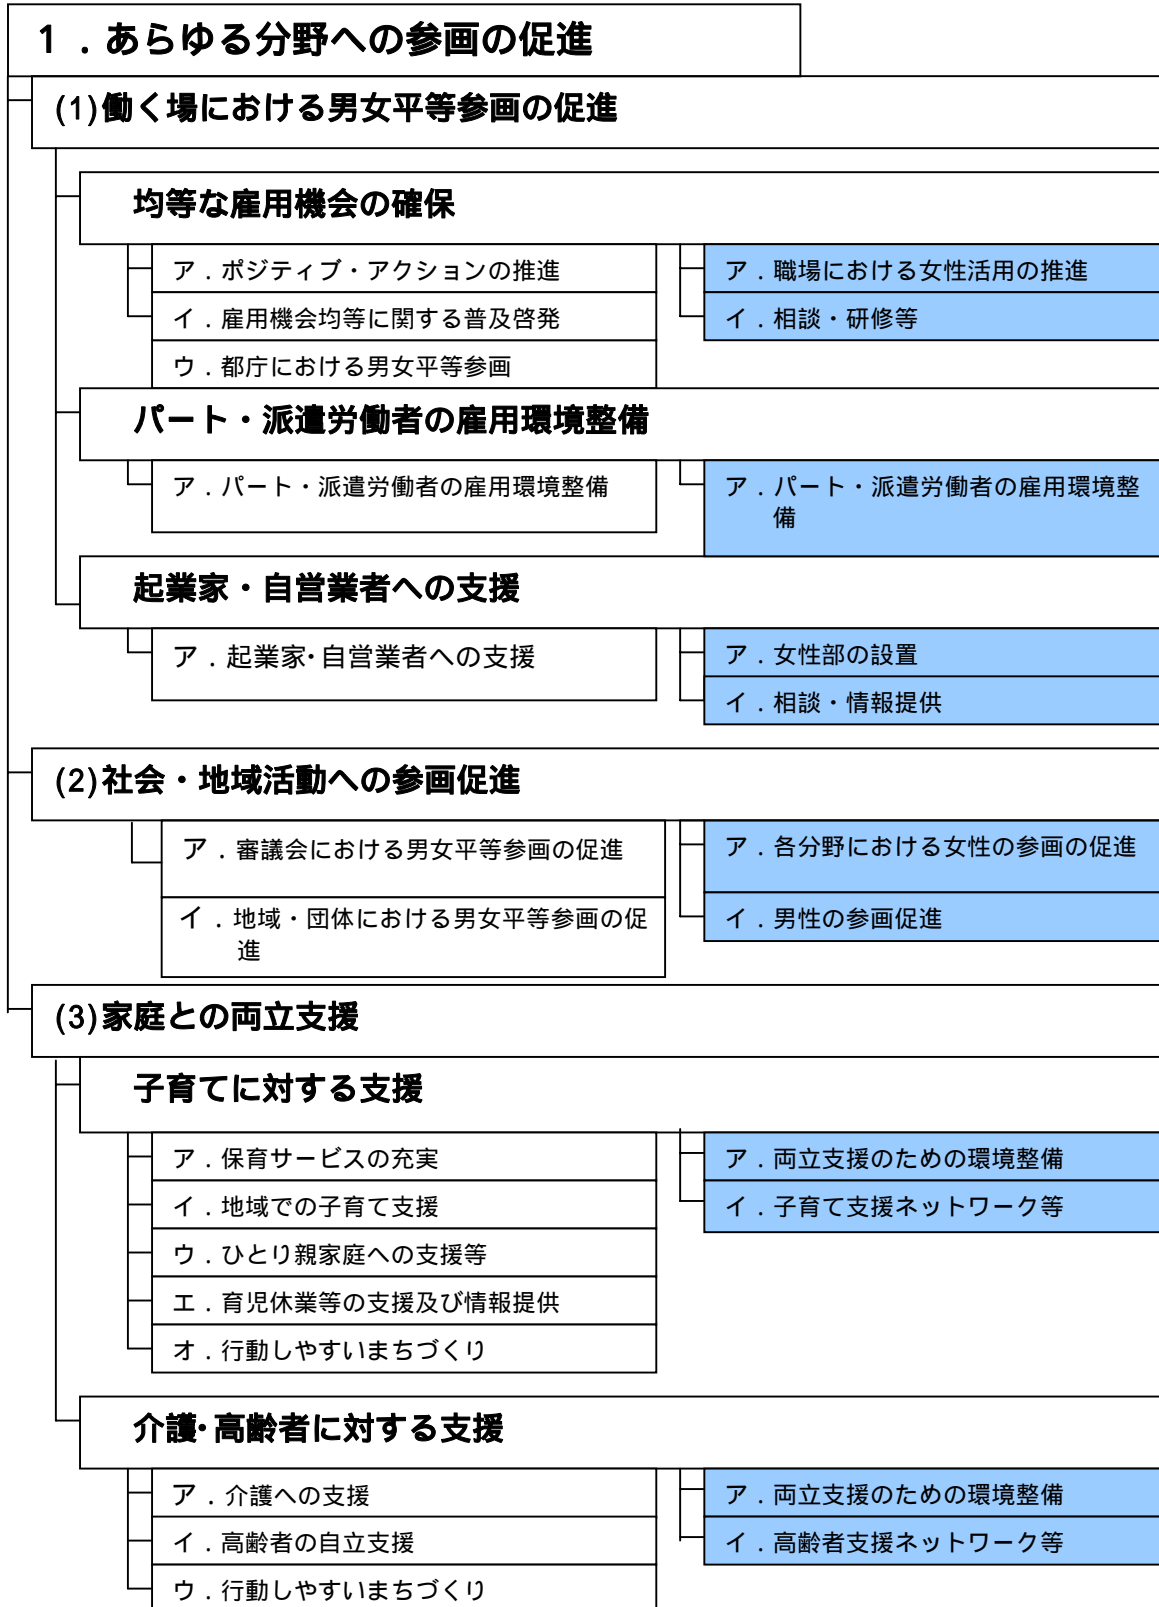 1．あらゆる分野への参画の促進
(1)働く場における男女平等参画の促進
均等な雇用機会の確保
ア．ポジティブ・アクションの推進
イ．雇用機会均等に関する普及啓発
ウ．都庁における男女平等参画
ア．職場における女性活用の推進
イ．相談・研修等
パート・派遣労働者の雇用環境整備
ア．パート・派遣労働者の雇用環境整備
ア．パート・派遣労働者の雇用環境整
備
起業家・自営業者への支援
ア．起業家・自営業者への支援
ア．女性部の設置
イ．相談・情報提供
(2)社会・地域活動への参画促進
ア．審議会における男女平等参画の促進
イ．地域・団体における男女平等参画の促
進
ア．各分野における女性の参画の促進
イ．男性の参画促進
(3)家庭との両立支援
子育てに対する支援
ア．保育サービスの充実
イ．地域での子育て支援
ウ．ひとり親家庭への支援等
エ．育児休業等の支援及び情報提供
オ．行動しやすいまちづくり
ア．両立支援のための環境整備
イ．子育て支援ネットワーク等
介護・高齢者に対する支援
ア．介護への支援
イ．高齢者の自立支援
ウ．行動しやすいまちづくり
ア．両立支援のための環境整備
イ．高齢者支援ネットワーク等